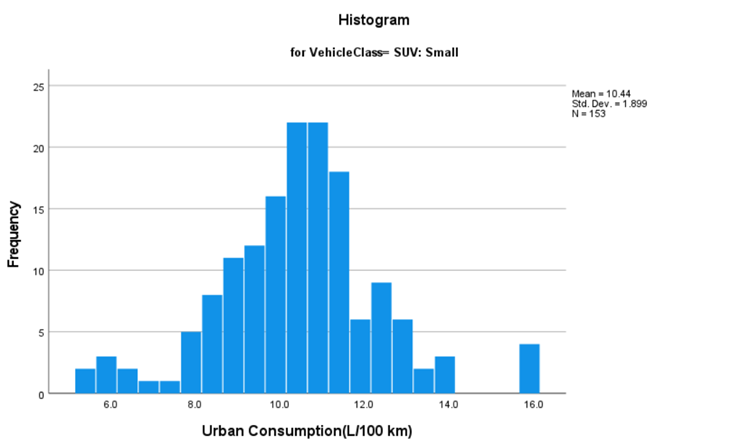 Histogram
for VehicleClass= SUV: Small
Mean = 10.44
Std. Dev. = 1.899
N = 153
Frequency
25
20
15
10
5
0
6.0 8.0 10.0 12.0 14.0 16.0
Urban Consumption(L/100 km)